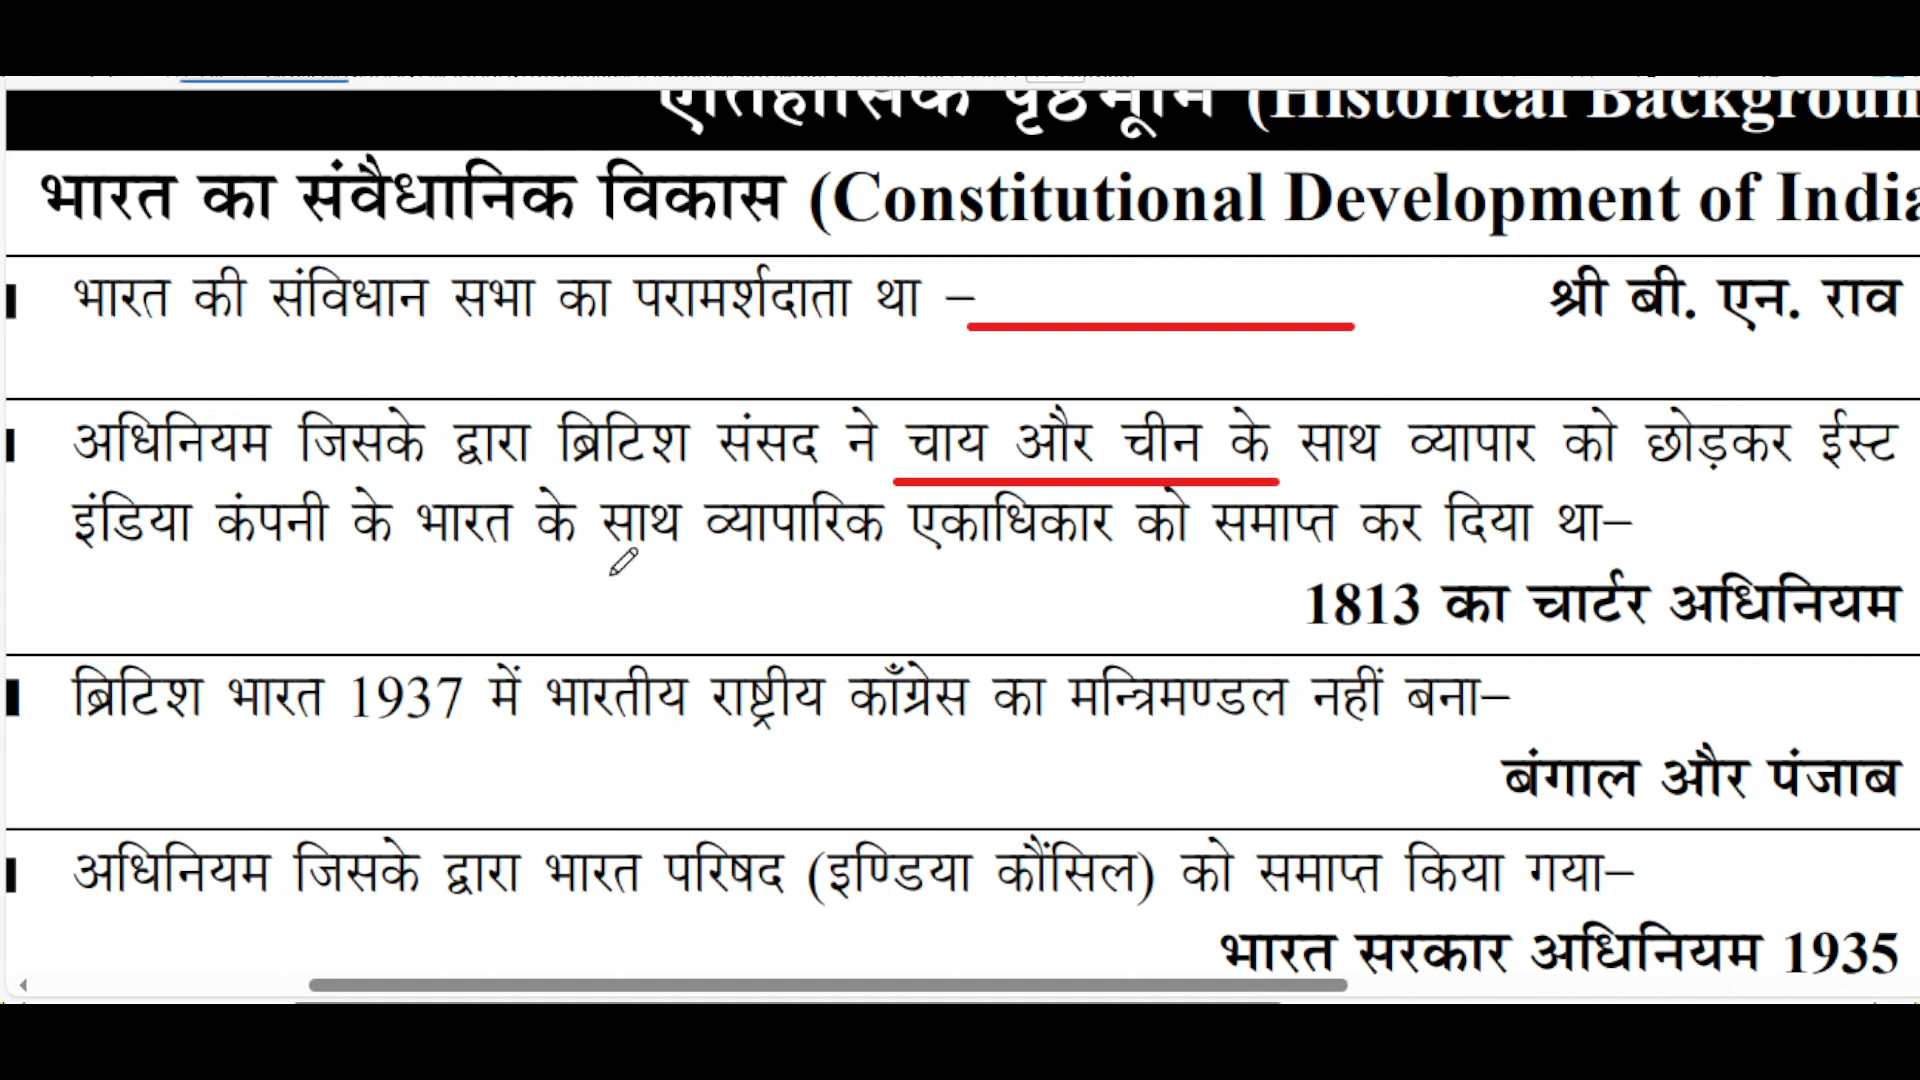 ऐतिहासिक पृष्ठभूमि (Historical Backgroun
भारत का संवैधानिक विकास (Constitutional Development of India
भारत की संविधान सभा का परामर्शदाता था – श्री बी. एन. राव
अधिनियम जिसके द्वारा ब्रिटिश संसद ने चाय और चीन के साथ व्यापार को छोड़कर ईस्ट
इंडिया कंपनी के भारत के साथ व्यापारिक एकाधिकार को समाप्त कर दिया था–
1813 का चार्टर अधिनियम
ब्रिटिश भारत 1937 में भारतीय राष्ट्रीय काँग्रेस का मन्त्रिमण्डल नहीं बना–
बंगाल और पंजाब
अधिनियम जिसके द्वारा भारत परिषद (इण्डिया कौंसिल) को समाप्त किया गया–
भारत सरकार अधिनियम 1935